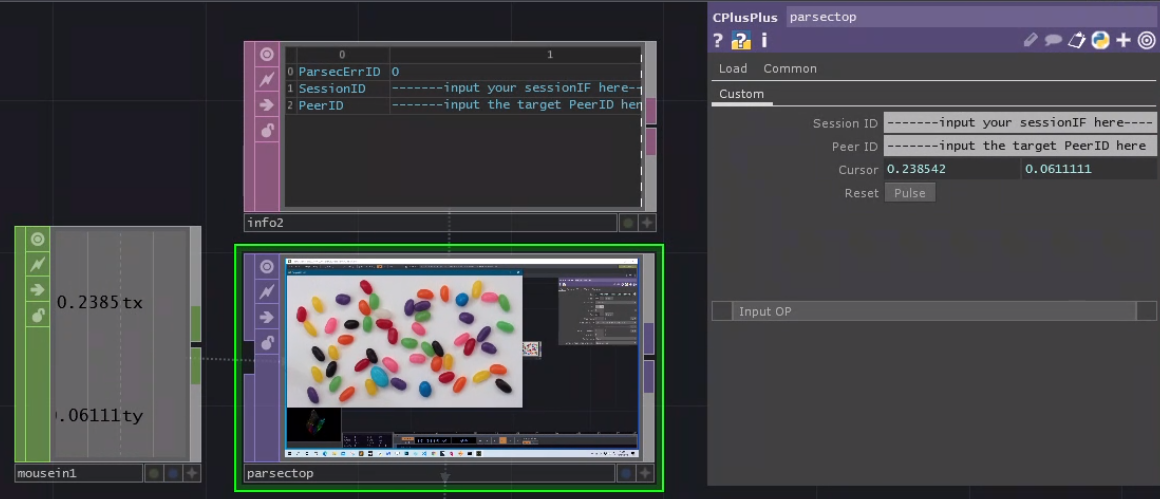 CPlusPlus parsectop
? ? i
Load Common
Custom
Session ID -------input your sessionIF here----
Peer ID -------input the target PeerID here
Cursor 0.238542 0.0611111
Reset Pulse
Input OP
0 1
0 ParsecErrID 0
1 SessionID -------input your sessionIF here--
2 PeerID -------input the target PeerID her
info2
0.2385 tx
.06111 ty
mousein1
parsectop